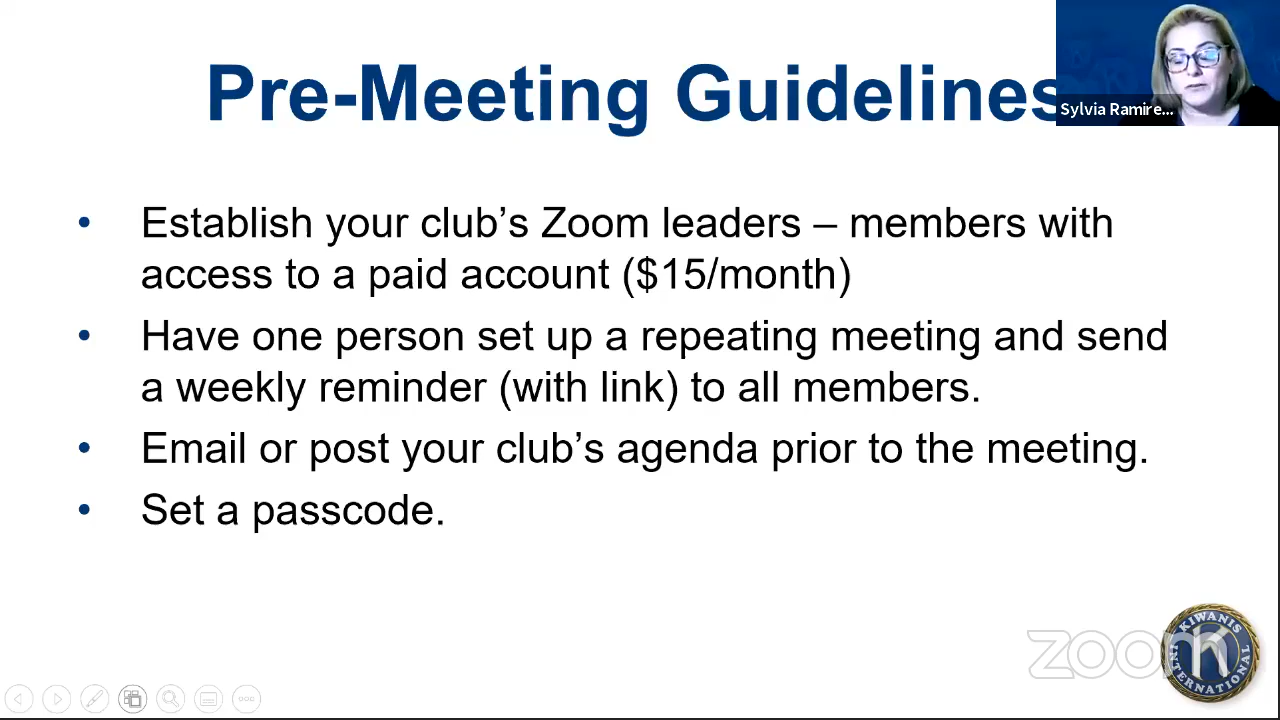 Pre-Meeting Guidelines
Sylvia Ramire...
• Establish your club’s Zoom leaders – members with
access to a paid account ($15/month)
• Have one person set up a repeating meeting and send
a weekly reminder (with link) to all members.
• Email or post your club’s agenda prior to the meeting.
• Set a passcode.
zoom
KIWANIS
INTERNATIONAL